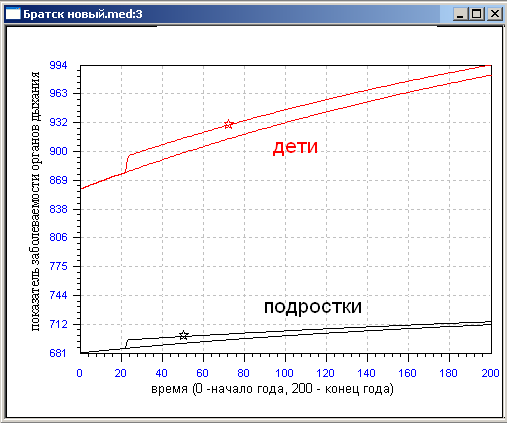 Братск новый.med:3
показатель заболеваемости органов дыхания
994
963
932
900
869
838
806
775
744
712
681
дети
подростки
0 20 40 60 80 100 120 140 160 180 200
время (0 -начало года, 200 - конец года)